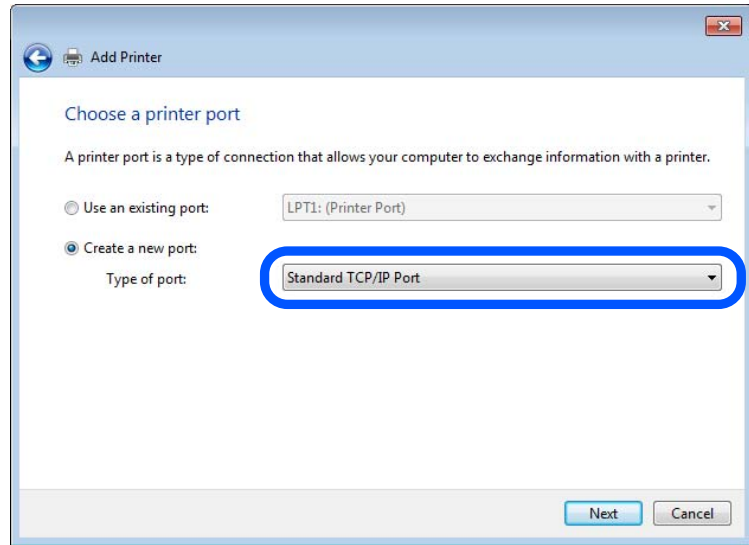 Add Printer
Choose a printer port
A printer port is a type of connection that allows your computer to exchange information with a printer.
Use an existing port: LPT1: (Printer Port)
Create a new port:
Type of port: Standard TCP/IP Port
Next Cancel